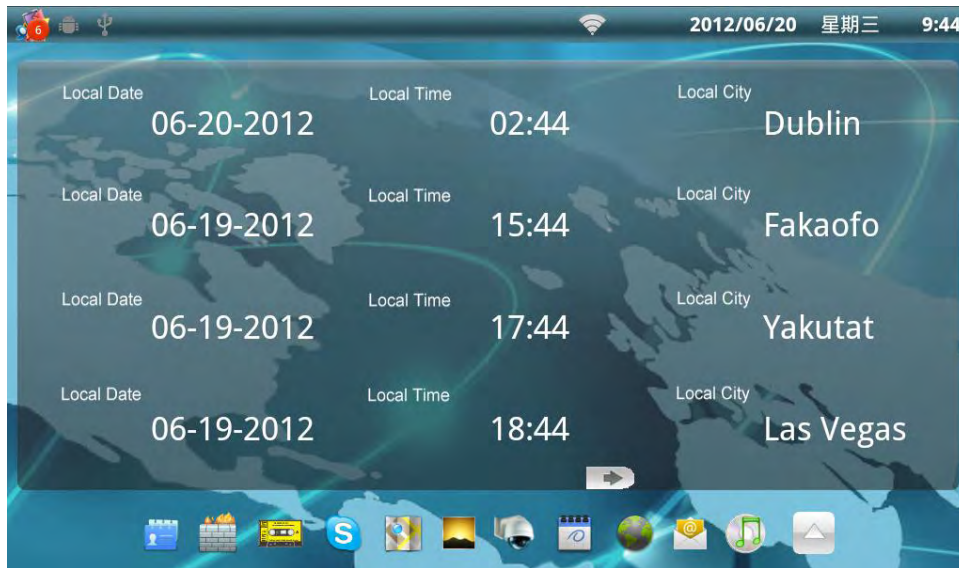 6 2012/06/20 星期三 9:44
Local Date Local Time Local City
06-20-2012 02:44 Dublin
Local Date Local Time Local City
06-19-2012 15:44 Fakaofo
Local Date Local Time Local City
06-19-2012 17:44 Yakutat
Local Date Local Time Local City
06-19-2012 18:44 Las Vegas